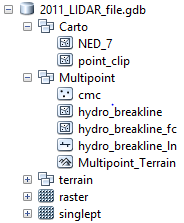 2011_LIDAR_file.gdb
Carto
NED_7
point_clip
Multipoint
cmc
hydro_breakline
hydro_breakline_fc
hydro_breakline_ln
Multipoint_Terrain
terrain
raster
singlept